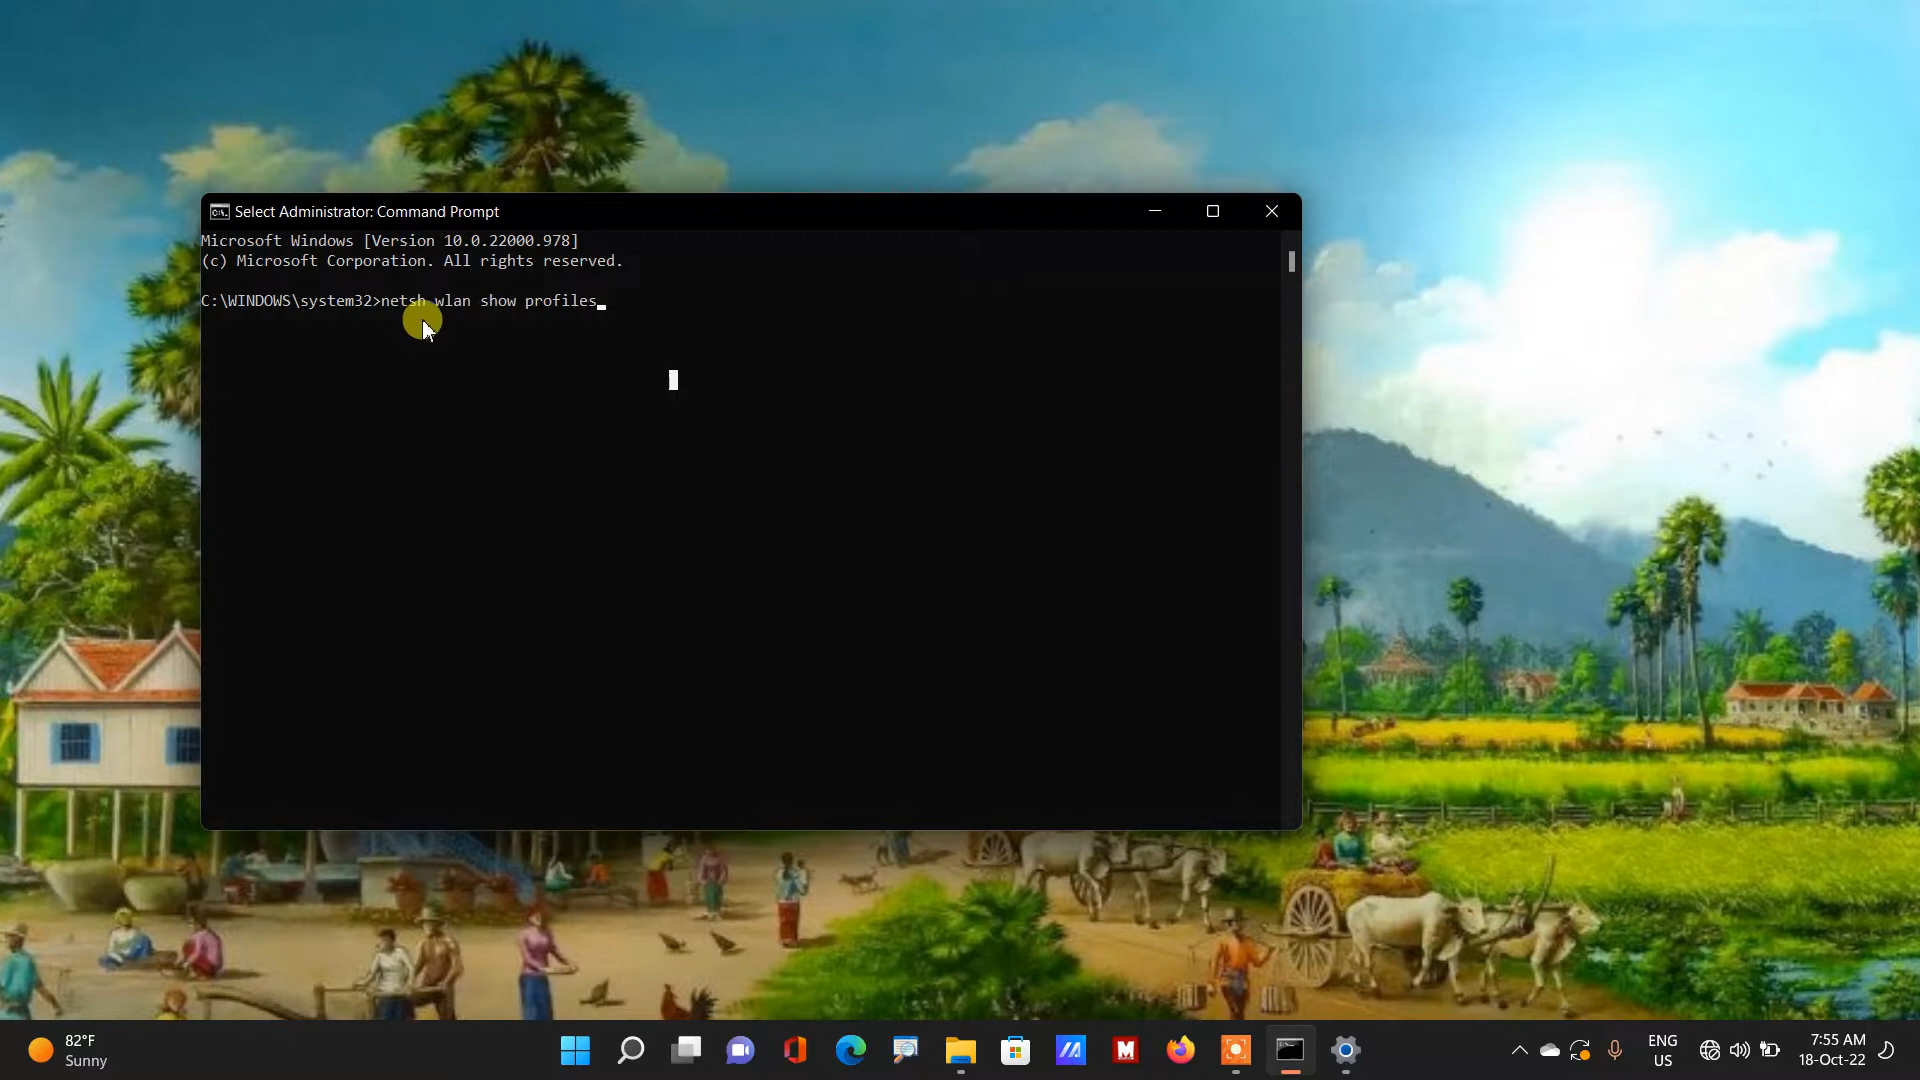 Select Administrator: Command Prompt
Microsoft Windows [Version 10.0.22000.978]
(c) Microsoft Corporation. All rights reserved.
C:\WINDOWS\system32>netsh wlan show profiles
82°F
Sunny
ENG
US
7:55 AM
18-Oct-22